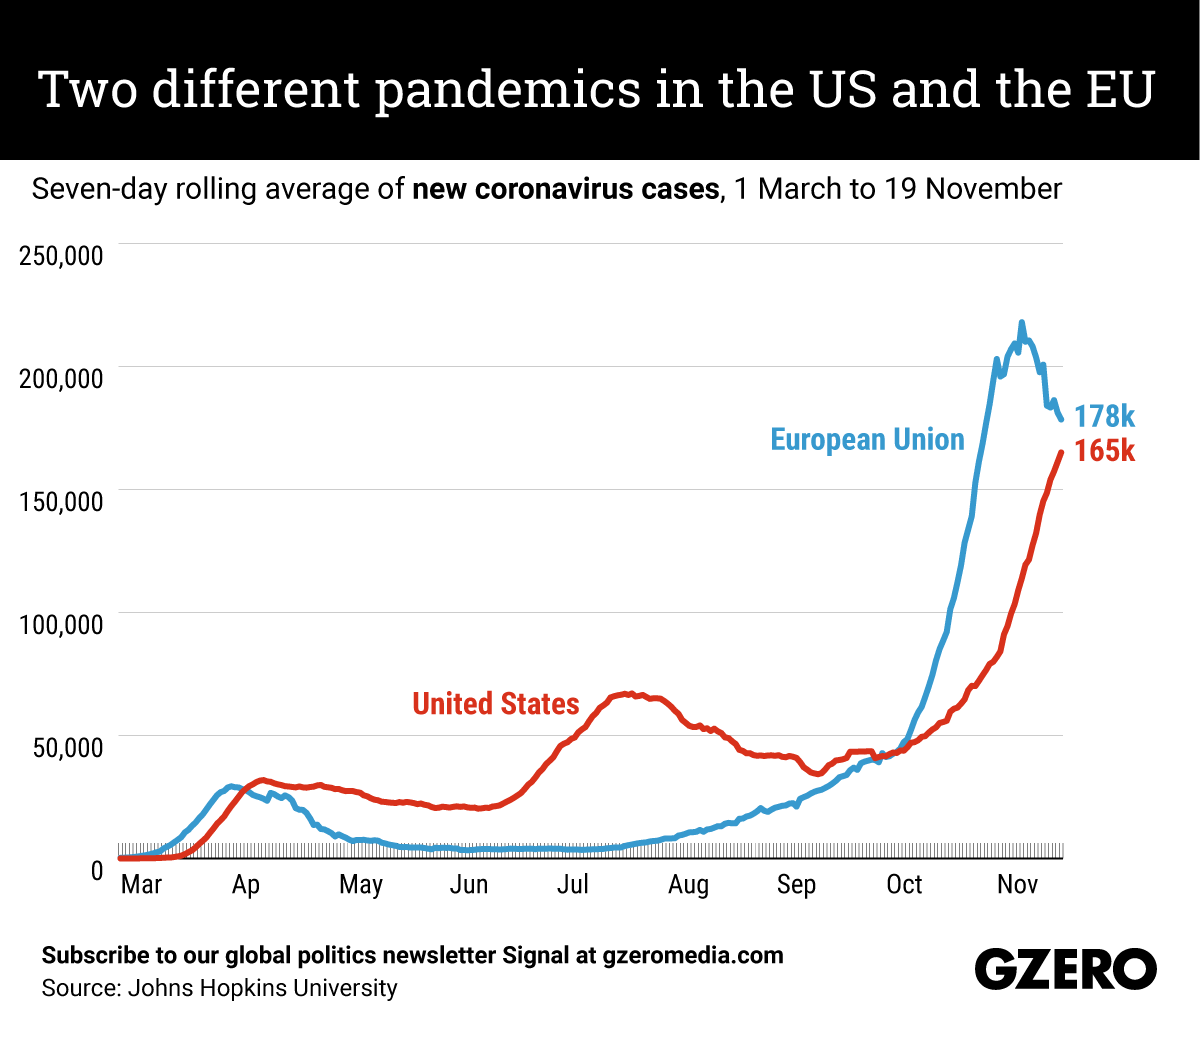 Two different pandemics in the US and the EU
Seven-day rolling average of new coronavirus cases, 1 March to 19 November
250,000
200,000
150,000
100,000
50,000
0
European Union
178k
165k
United States
Mar Ap May Jun Jul Aug Sep Oct Nov
Subscribe to our global politics newsletter Signal at gzeromedia.com
Source: Johns Hopkins University
GZERO